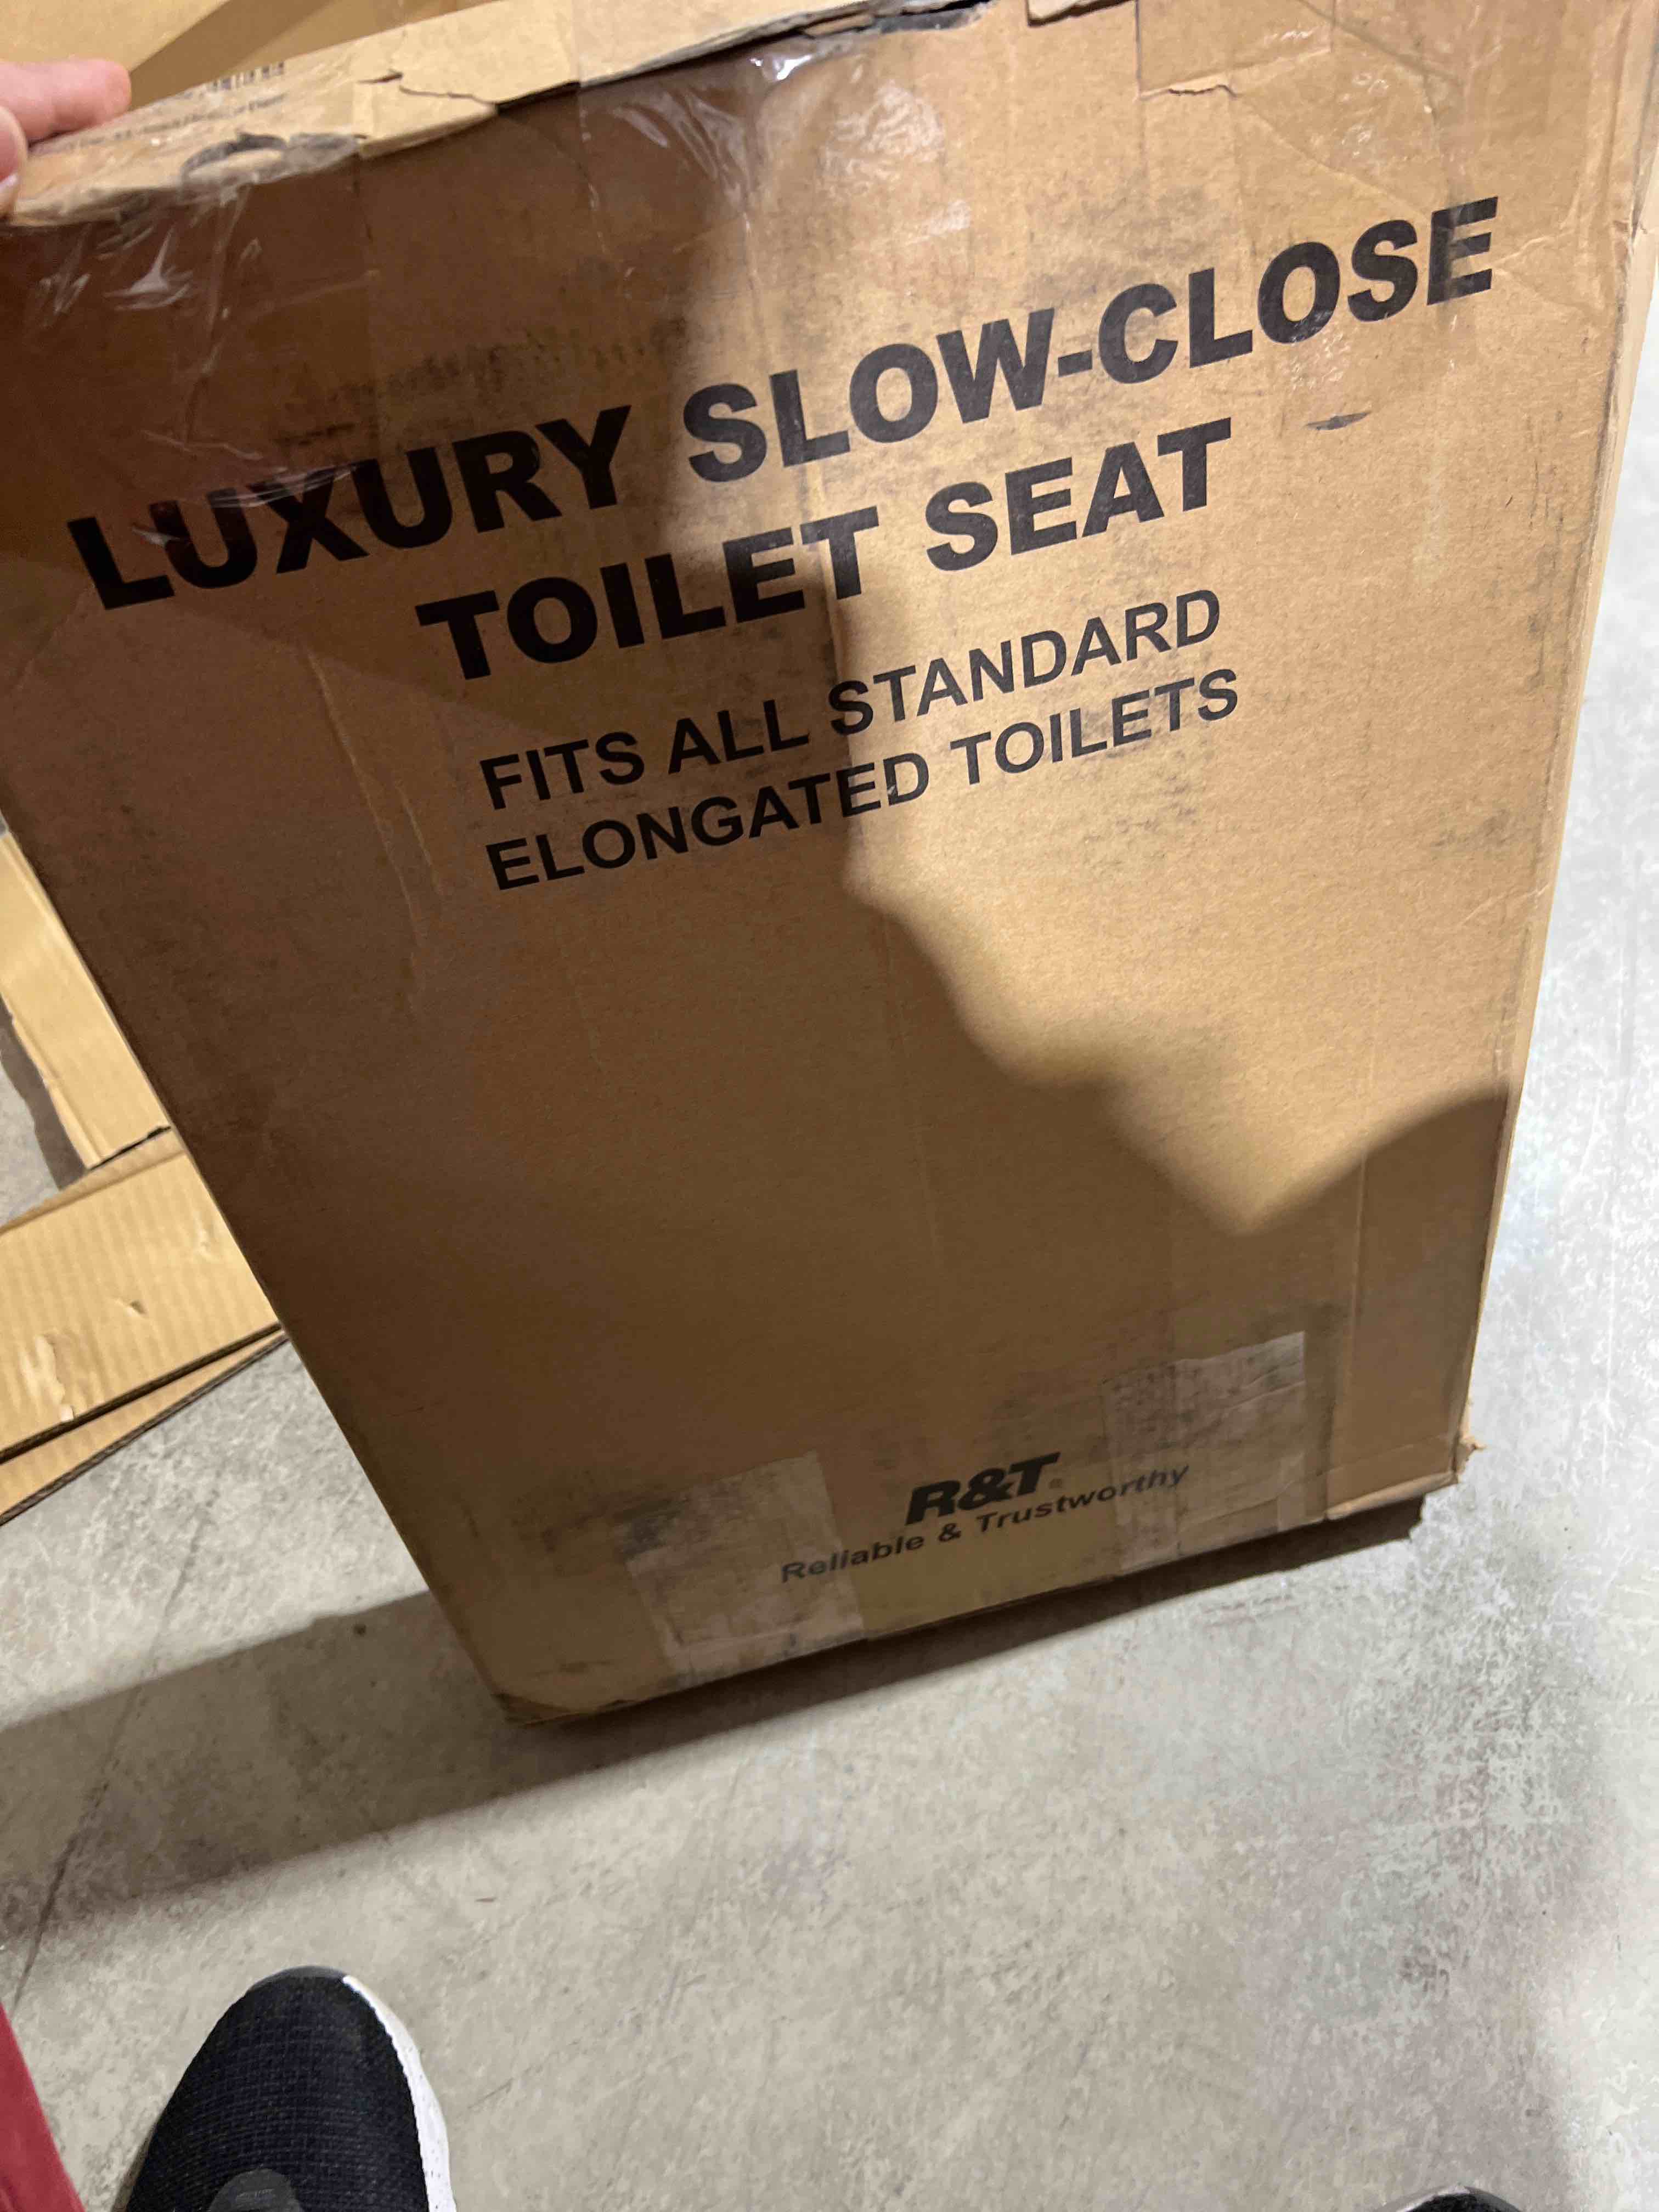 LUXURY SLOW-CLOSE
TOILET SEAT
FITS ALL STANDARD
ELONGATED TOILETS
R&T
Reliable & Trustworthy